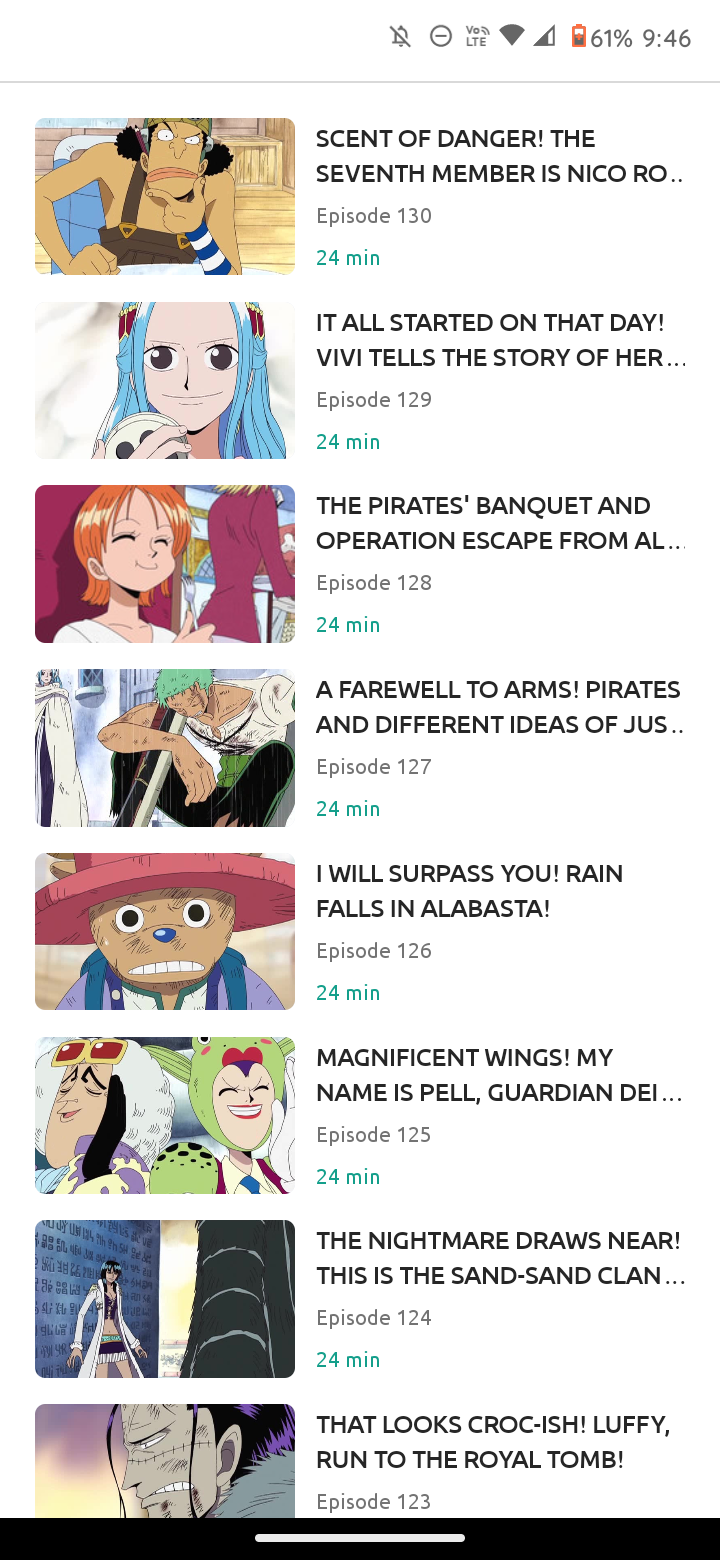 Vo LTE 61% 9:46
SCENT OF DANGER! THE
SEVENTH MEMBER IS NICO RO..
Episode 130
24 min
IT ALL STARTED ON THAT DAY!
VIVI TELLS THE STORY OF HER...
Episode 129
24 min
THE PIRATES' BANQUET AND
OPERATION ESCAPE FROM AL...
Episode 128
24 min
A FAREWELL TO ARMS! PIRATES
AND DIFFERENT IDEAS OF JUS..
Episode 127
24 min
I WILL SURPASS YOU! RAIN
FALLS IN ALABASTA!
Episode 126
24 min
MAGNIFICENT WINGS! MY
NAME IS PELL, GUARDIAN DEI...
Episode 125
24 min
THE NIGHTMARE DRAWS NEAR!
THIS IS THE SAND-SAND CLAN...
Episode 124
24 min
THAT LOOKS CROC-ISH! LUFFY,
RUN TO THE ROYAL TOMB!
Episode 123